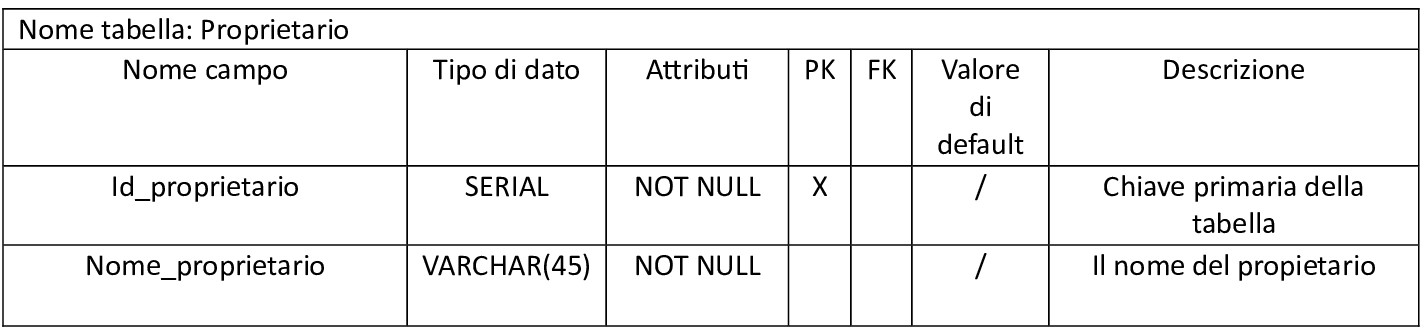 Nome tabella: Proprietario
Nome campo Tipo di dato Attributi PK FK Valore di default Descrizione
Id_proprietario SERIAL NOT NULL X / Chiave primaria della tabella
Nome_proprietario VARCHAR(45) NOT NULL / Il nome del propietario